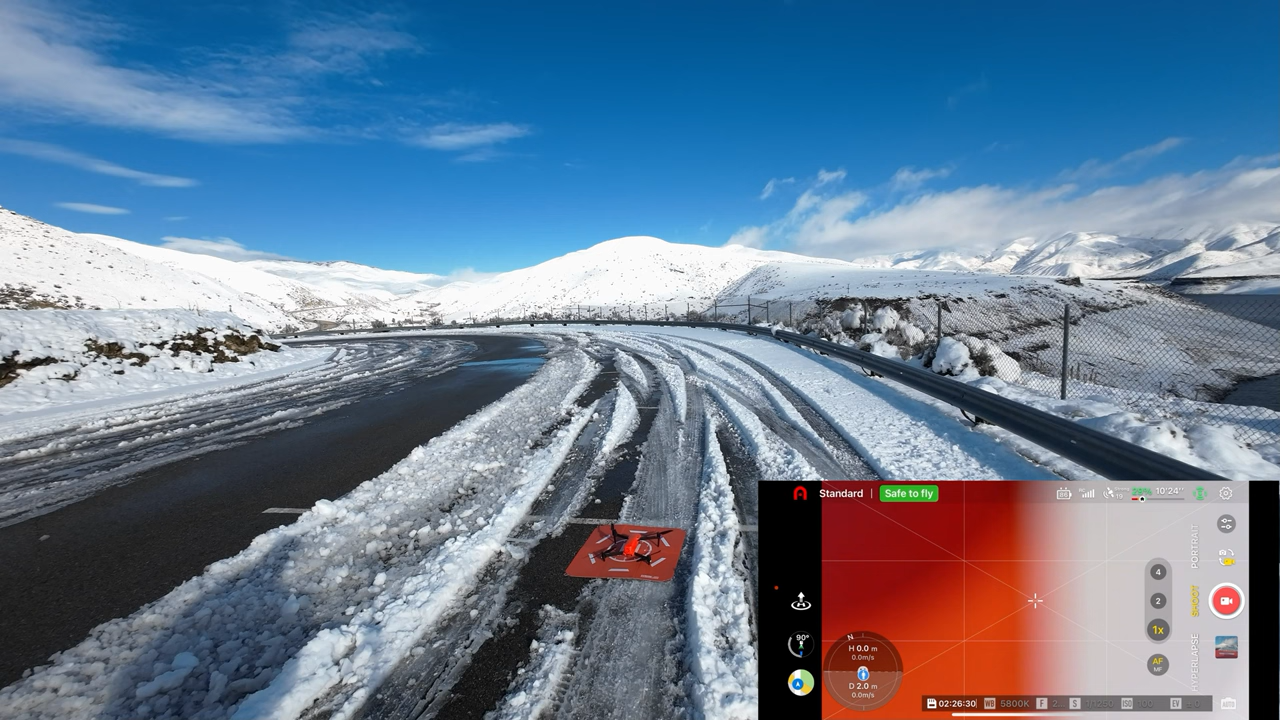 Standard | Safe to fly
10'24"
PORTRAIT
4
2
1x
SHOOT
AF
MF
HYPERLAPSE
90°
N
H 0.0 m
0.0m/s
D 2.0 m
0.0m/s
02:26:30 WB 5800K F S ISO EV